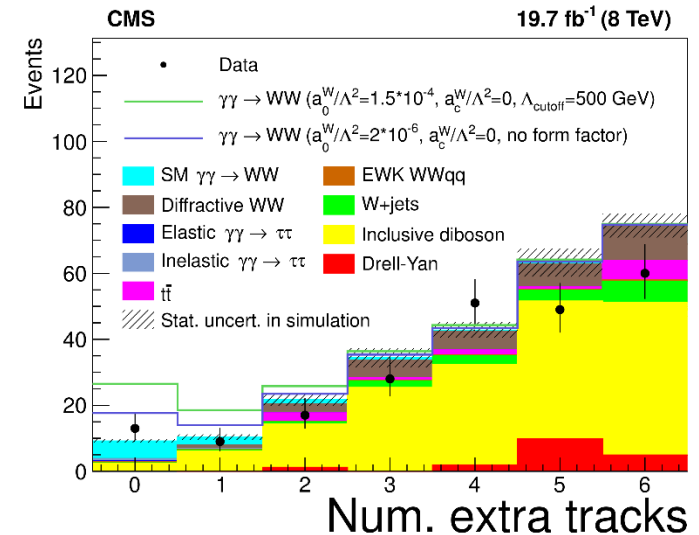 CMS 19.7 fb⁻¹ (8 TeV)
Events
Data
γγ → WW (a₀ᵂ/Λ²=1.5*10⁻⁴, a_cᵂ/Λ²=0, Λ_cutoff=500 GeV)
γγ → WW (a₀ᵂ/Λ²=2*10⁻⁶, a_cᵂ/Λ²=0, no form factor)
SM γγ → WW EWK WWqq
Diffractive WW W+jets
Elastic γγ → ττ Inclusive diboson
Inelastic γγ → ττ Drell-Yan
tt̄
Stat. uncert. in simulation
120
100
80
60
40
20
0
0 1 2 3 4 5 6
Num. extra tracks